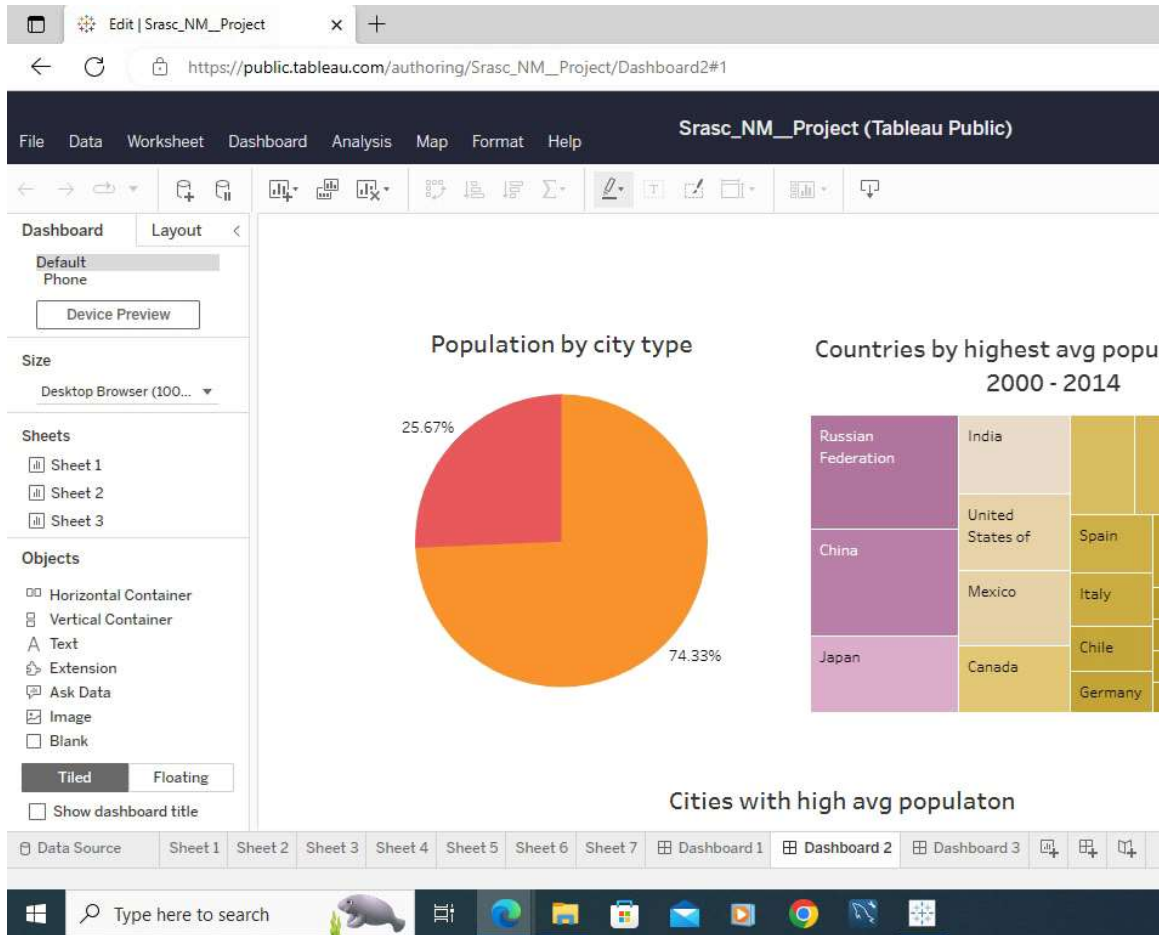 Edit | Srasc_NM__Project
https://public.tableau.com/authoring/Srasc_NM__Project/Dashboard2#1
Srasc_NM__Project (Tableau Public)
File Data Worksheet Dashboard Analysis Map Format Help
Dashboard Layout
Default
Phone
Device Preview
Size
Desktop Browser (100...
Sheets
Sheet 1
Sheet 2
Sheet 3
Objects
Horizontal Container
Vertical Container
Text
Extension
Ask Data
Image
Blank
Tiled Floating
Show dashboard title
Population by city type
25.67%
74.33%
Countries by highest avg popu
2000 - 2014
Russian
Federation
China
Japan
India
United
States of
Mexico
Canada
Spain
Italy
Chile
Germany
Cities with high avg populaton
Data Source Sheet 1 Sheet 2 Sheet 3 Sheet 4 Sheet 5 Sheet 6 Sheet 7 Dashboard 1 Dashboard 2 Dashboard 3
Type here to search